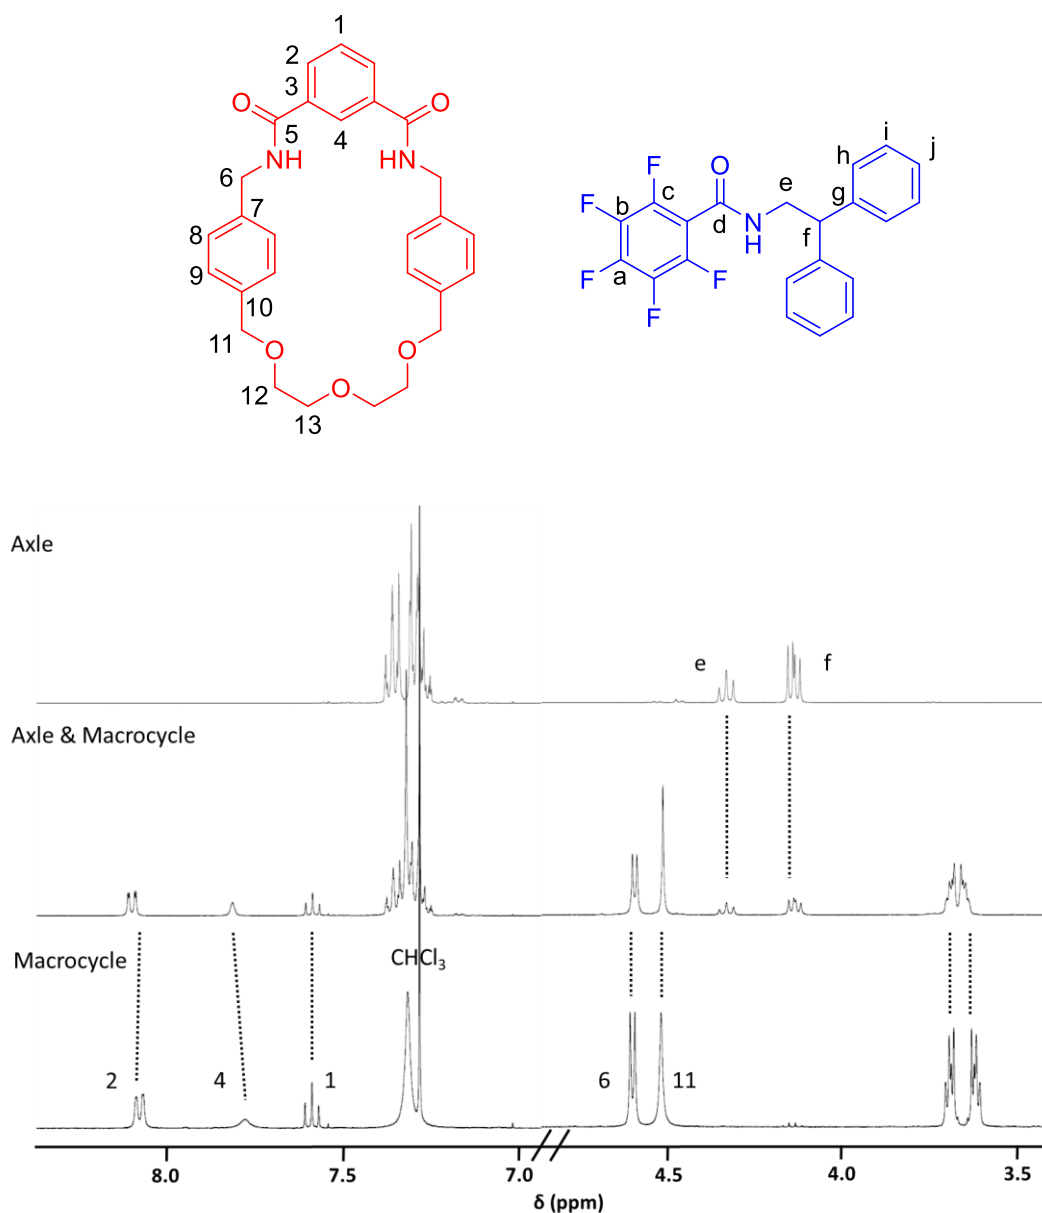 1
2
3
O
O
5
4
NH
HN
6
7
8
9
10
11
O
O
12
O
13
F
F
c
O
e
h
i
j
b
d
g
F
N
H
f
F
a
F
Axle
e
f
Axle & Macrocycle
Macrocycle
CHCl3
2
4
1
6
11
8.0
7.5
7.0
4.5
4.0
3.5
δ (ppm)